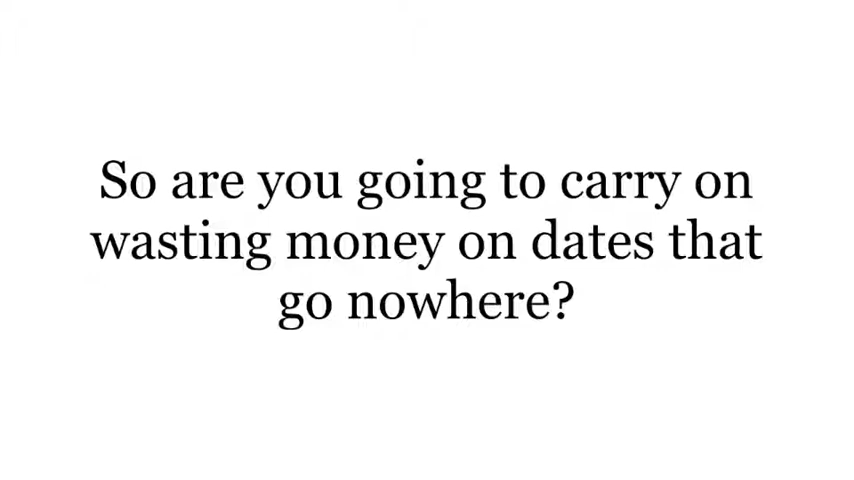 So are you going to carry on
wasting money on dates that
go nowhere?